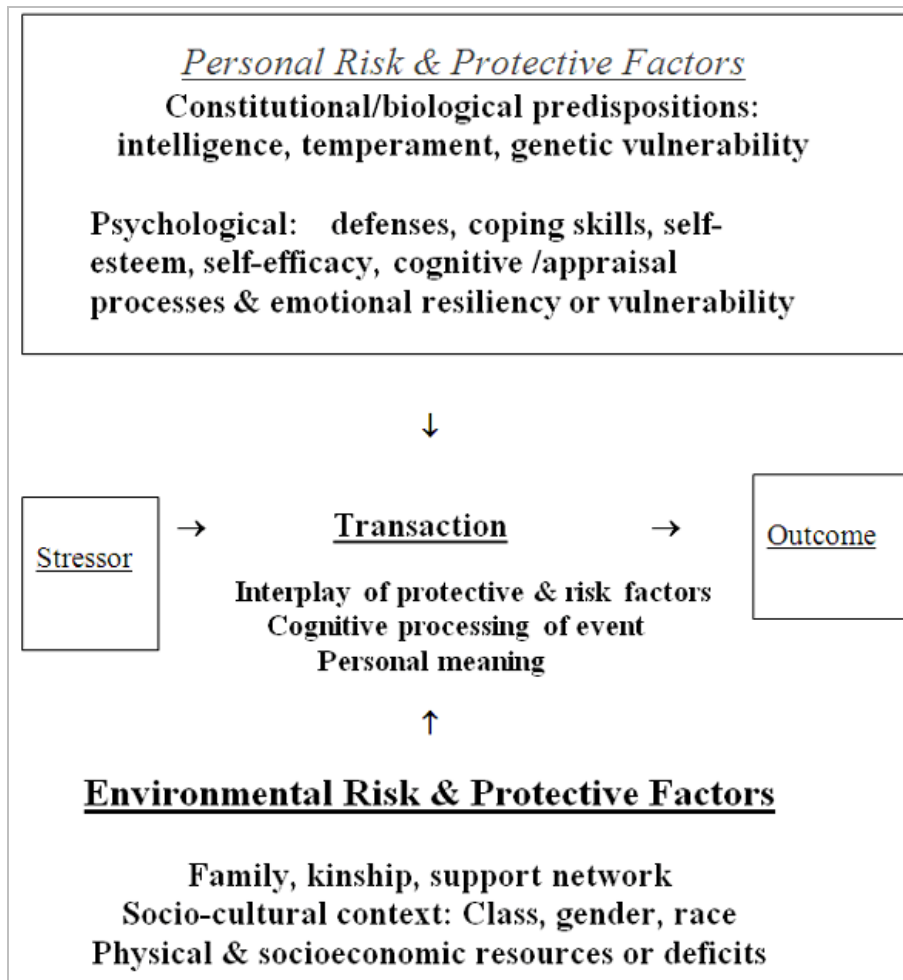 Personal Risk & Protective Factors
Constitutional/biological predispositions:
intelligence, temperament, genetic vulnerability
Psychological: defenses, coping skills, self-
esteem, self-efficacy, cognitive /appraisal
processes & emotional resiliency or vulnerability
↓
Stressor
→
Transaction
→
Outcome
Interplay of protective & risk factors
Cognitive processing of event
Personal meaning
↑
Environmental Risk & Protective Factors
Family, kinship, support network
Socio-cultural context: Class, gender, race
Physical & socioeconomic resources or deficits